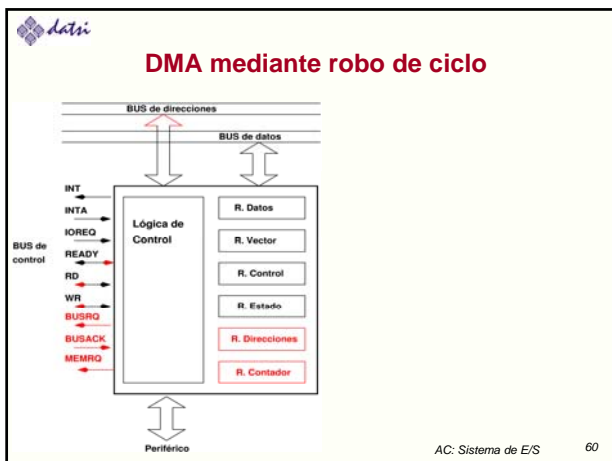 datsi
DMA mediante robo de ciclo
BUS de direcciones
BUS de datos
INT
INTA
IOREQ
READY
RD
WR
BUSRQ
BUSACK
MEMRQ
BUS de
control
Lógica de
Control
R. Datos
R. Vector
R. Control
R. Estado
R. Direcciones
R. Contador
Periférico
AC: Sistema de E/S 60